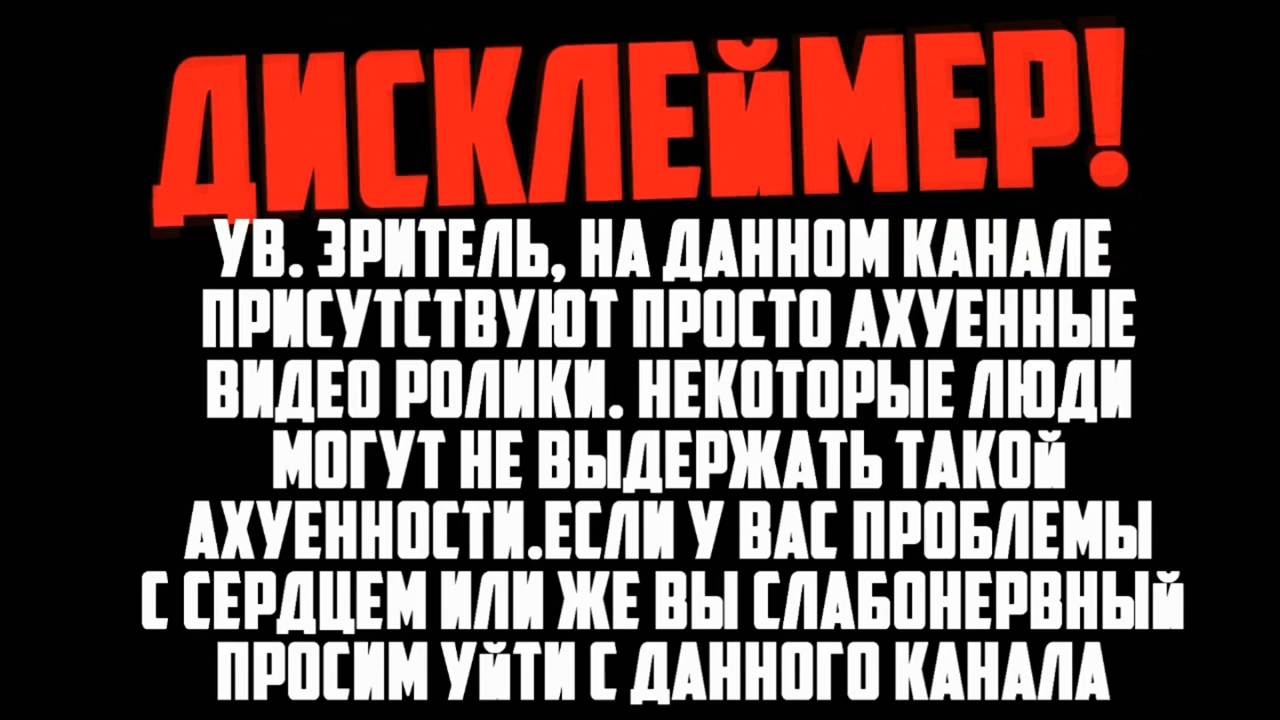 ДИСКЛЕЙМЕР!
УВ. ЗРИТЕЛЬ, НА ДАННОМ КАНАЛЕ
ПРИСУТСТВУЮТ ПРОСТО АХУЕННЫЕ
ВИДЕО РОЛИКИ. НЕКОТОРЫЕ ЛЮДИ
МОГУТ НЕ ВЫДЕРЖАТЬ ТАКОЙ
АХУЕННОСТИ.ЕСЛИ У ВАС ПРОБЛЕМЫ
С СЕРДЦЕМ ИЛИ ЖЕ ВЫ СЛАБОНЕРВНЫЙ
ПРОСИМ УЙТИ С ДАННОГО КАНАЛА